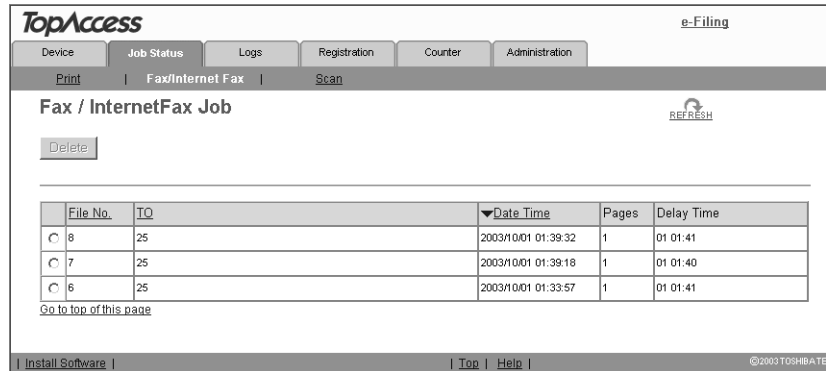 TopAccess e-Filing
Device Job Status Logs Registration Counter Administration
Print | Fax/Internet Fax | Scan
Fax / InternetFax Job REFRESH
Delete
File No. TO Date Time Pages Delay Time
8 25 2003/10/01 01:39:32 1 01 01:41
7 25 2003/10/01 01:39:18 1 01 01:40
6 25 2003/10/01 01:33:57 1 01 01:41
Go to top of this page
| Install Software | | Top | Help | ©2003 TOSHIBA TE